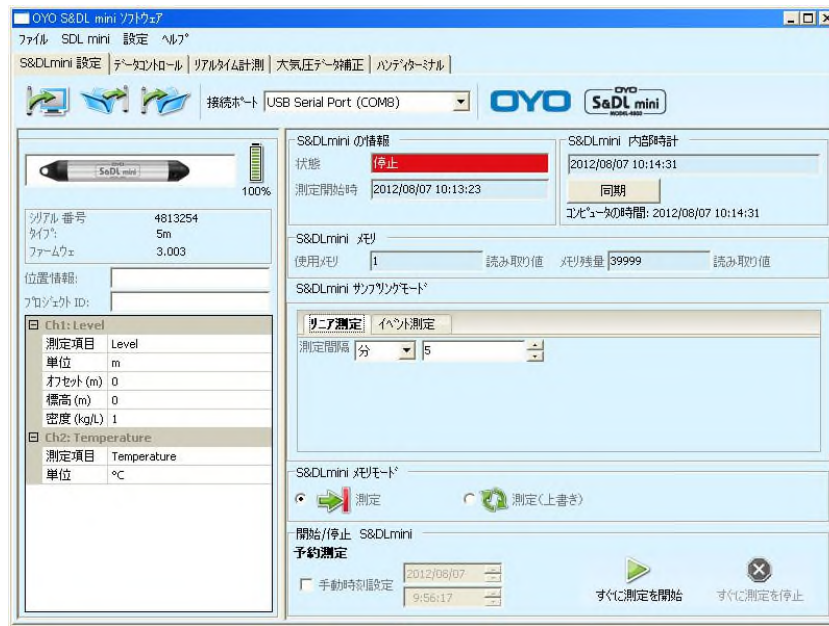 OYO S&DL mini ソフトウェア
ファイル SDL mini 設定 ヘルプ
S&DLmini 設定 データコントロール リアルタイム計測 大気圧データ補正 ハンディターミナル
接続ポート USB Serial Port (COM8) OYO OYO S&DL mini MODEL-4800
S&DL mini
100%
シリアル 番号 4813254
タイプ: 5m
ファームウェ 3.003
位置情報:
プロジェクト ID:
Ch1: Level
測定項目 Level
単位 m
オフセット (m) 0
標高 (m) 0
密度 (kg/L) 1
Ch2: Temperature
測定項目 Temperature
単位 °C
S&DLmini の情報
状態 停止
測定開始時 2012/08/07 10:13:23
S&DLmini 内部時計
2012/08/07 10:14:31
同期
コンピュータの時間: 2012/08/07 10:14:31
S&DLmini メモリ
使用メモリ 1 読み取り値 メモリ残量 39999 読み取り値
S&DLmini サンプリングモード
リニア測定 イベント測定
測定間隔 分 5
S&DLmini メモリモード
測定 測定(上書き)
開始/停止 S&DLmini
予約測定
手動時刻設定 2012/08/07
9:56:17
すぐに測定を開始 すぐに測定を停止